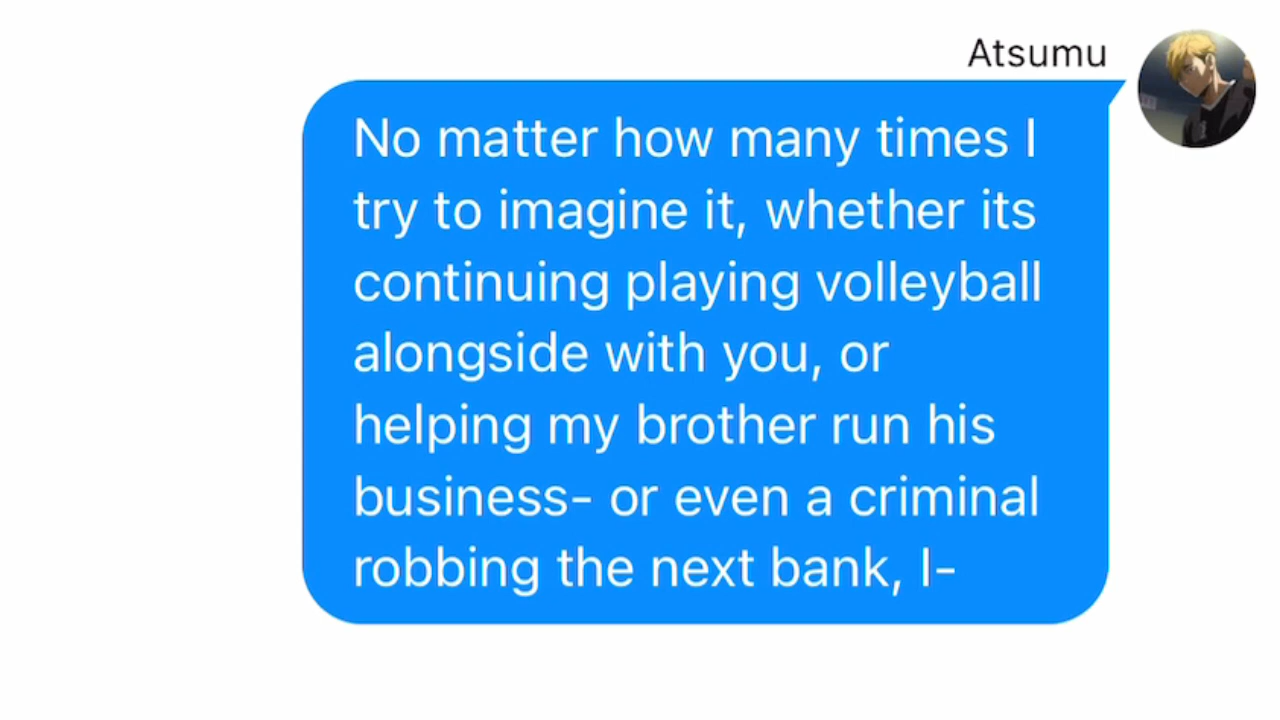 Atsumu
No matter how many times I
try to imagine it, whether its
continuing playing volleyball
alongside with you, or
helping my brother run his
business- or even a criminal
robbing the next bank, I-